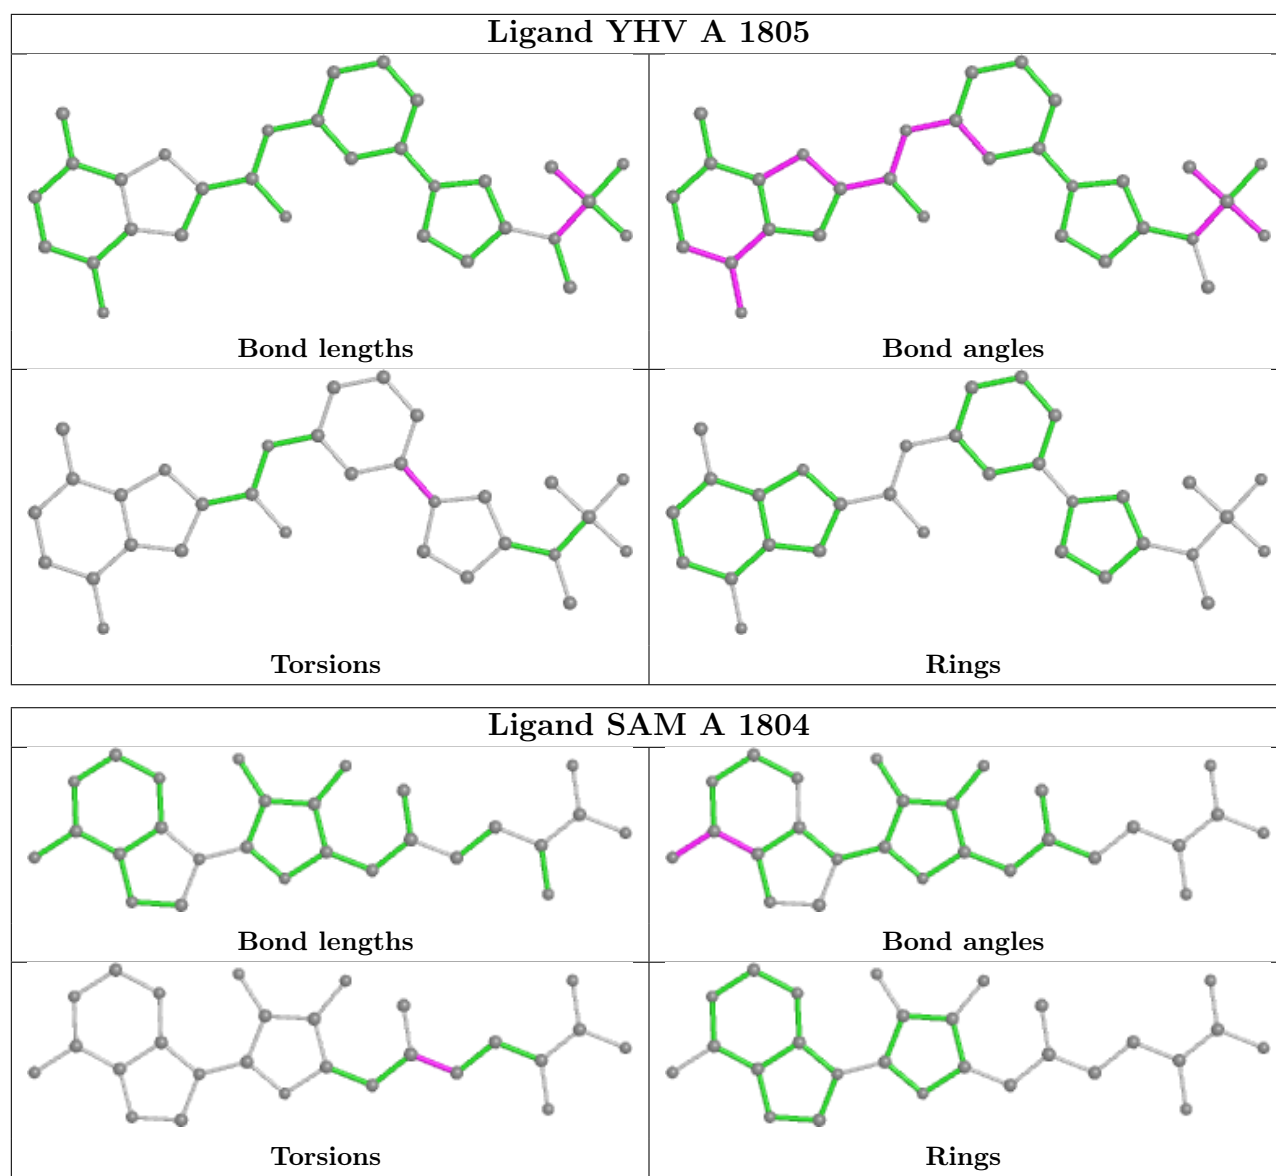 Ligand YHV A 1805
Bond lengths
Bond angles
Torsions
Rings
Ligand SAM A 1804
Bond lengths
Bond angles
Torsions
Rings